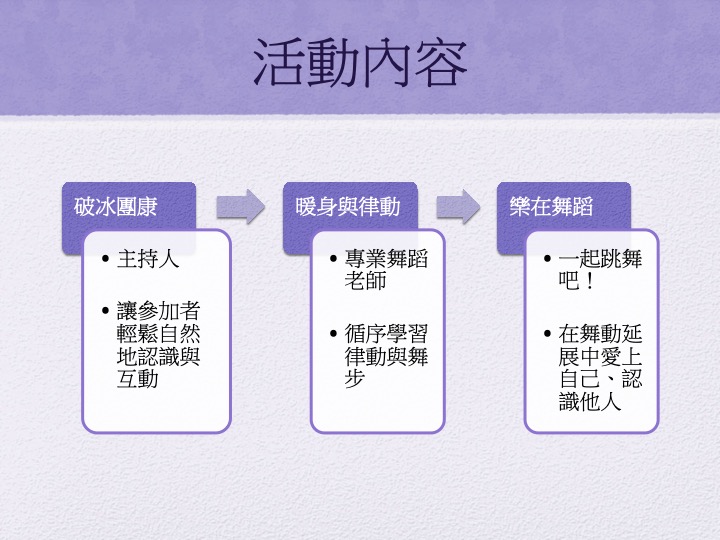 活動內容
破冰團康
• 主持人
• 讓參加者
輕鬆自然
地認識與
互動
暖身與律動
• 專業舞蹈
老師
• 循序學習
律動與舞
步
樂在舞蹈
• 一起跳舞
吧！
• 在舞動延
展中愛上
自己、認
識他人